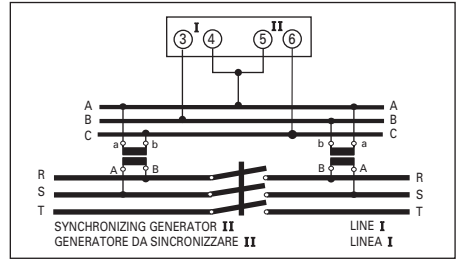 I II
3 4 5 6
A A
B B
C C
a b b a
A B B A
R R
S S
T T
SYNCHRONIZING GENERATOR II LINE I
GENERATORE DA SINCRONIZZARE II LINEA I